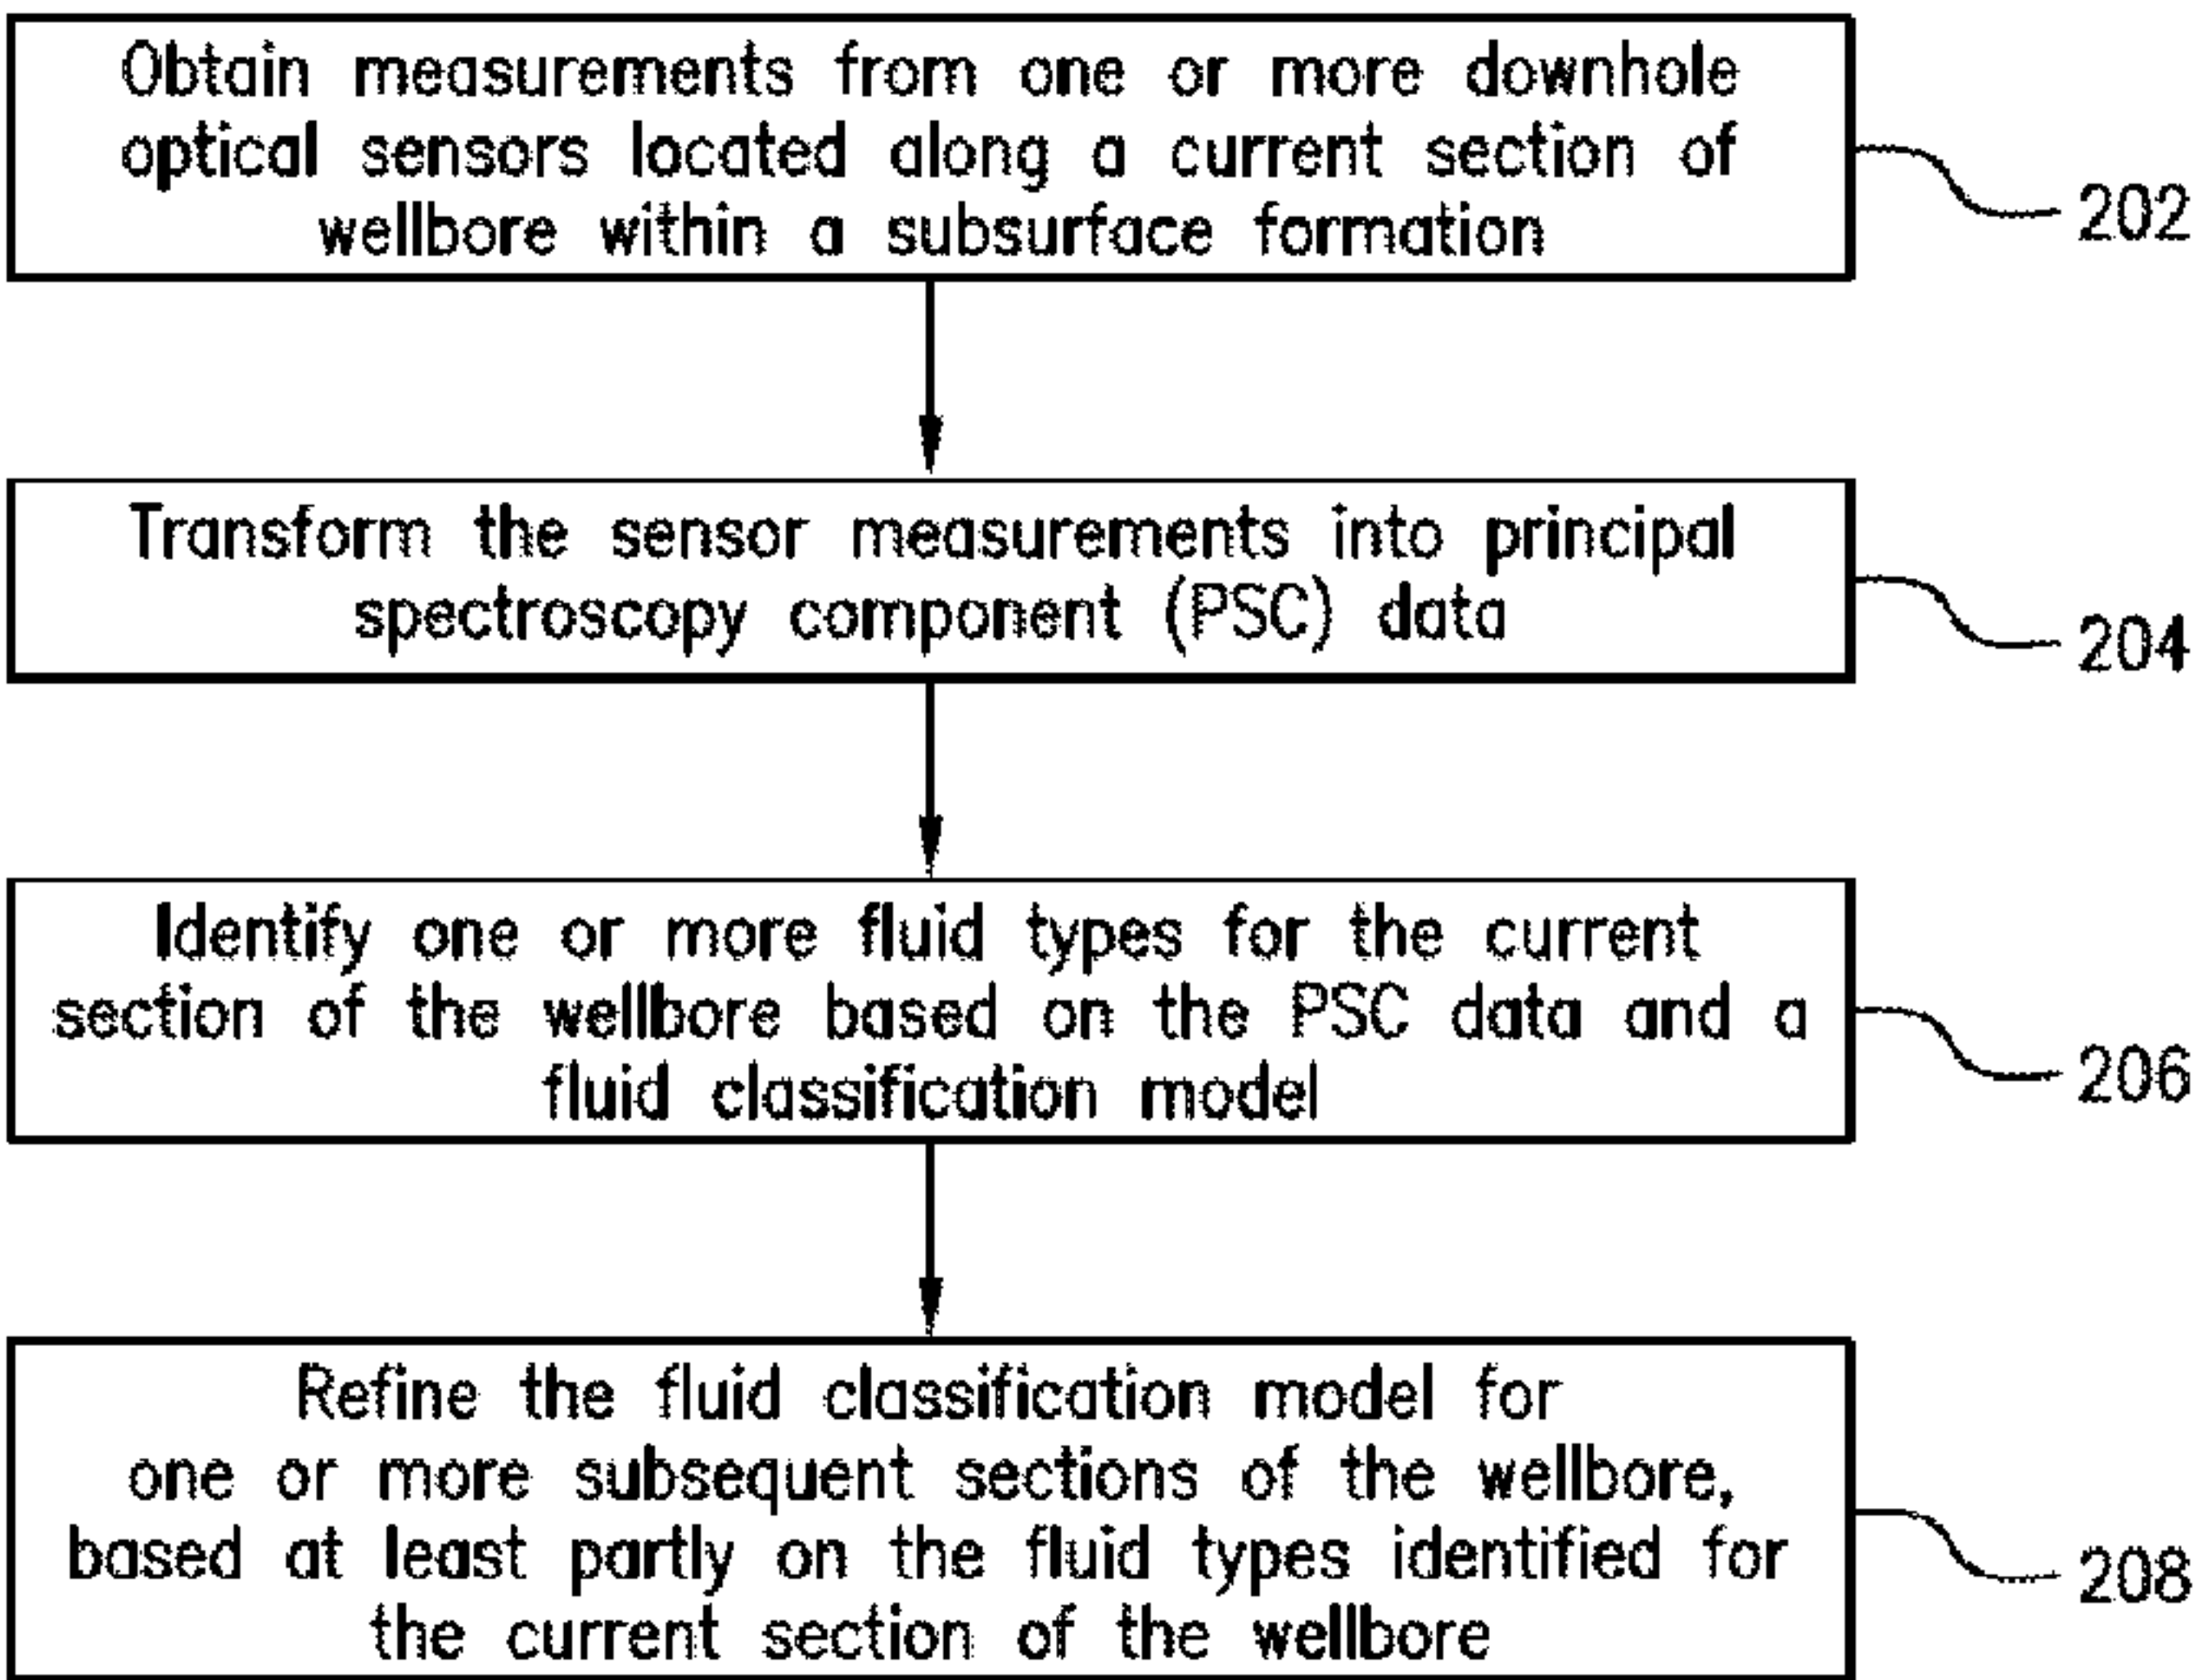 Obtain measurements from one or more downhole
optical sensors located along a current section of
wellbore within a subsurface formation
202
Transform the sensor measurements into principal
spectroscopy component (PSC) data
204
Identify one or more fluid types for the current
section of the wellbore based on the PSC data and a
fluid classification model
206
Refine the fluid classification model for
one or more subsequent sections of the wellbore,
based at least partly on the fluid types identified for
the current section of the wellbore
208